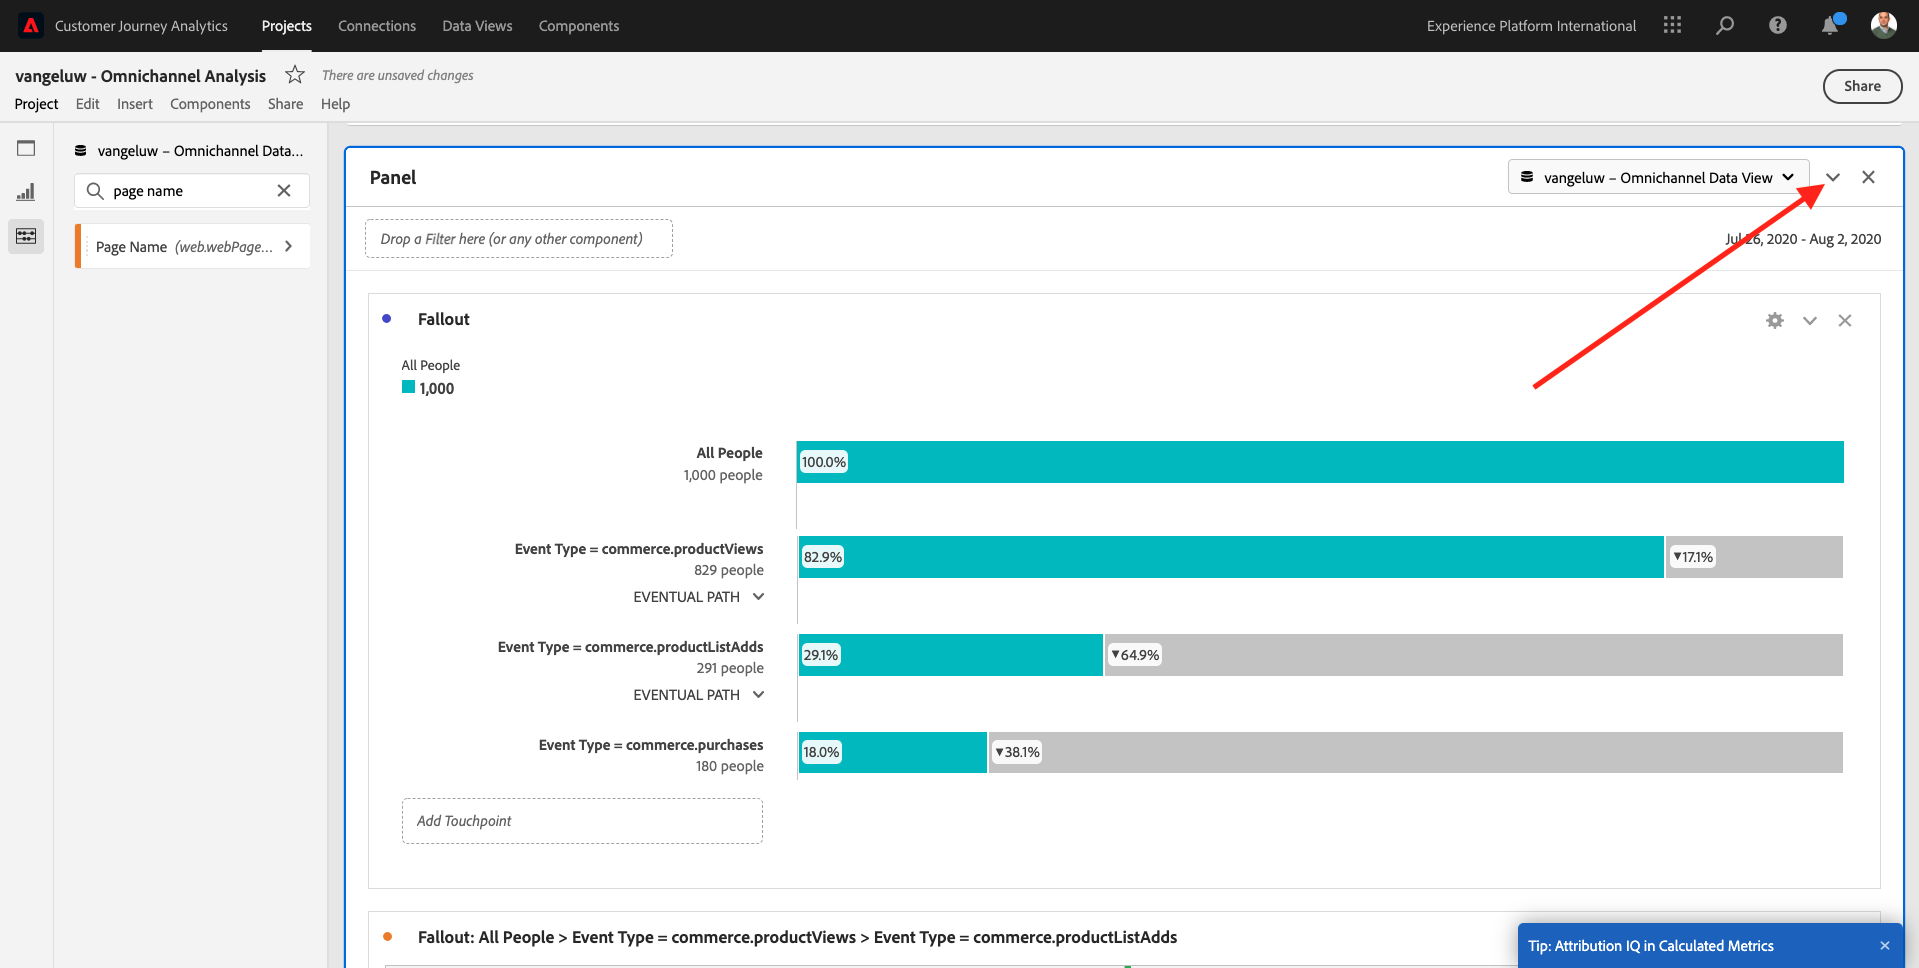 Customer Journey Analytics
Projects
Connections
Data Views
Components
Experience Platform International
vangeluw - Omnichannel Analysis
There are unsaved changes
Project
Edit
Insert
Components
Share
Help
Share
vangeluw – Omnichannel Data...
page name
Page Name (web.webPage...
Panel
vangeluw – Omnichannel Data View
Drop a Filter here (or any other component)
Jul 26, 2020 - Aug 2, 2020
Fallout
All People
1,000
All People
1,000 people
100.0%
Event Type = commerce.productViews
829 people
EVENTUAL PATH
82.9%
▼17.1%
Event Type = commerce.productListAdds
291 people
EVENTUAL PATH
29.1%
▼64.9%
Event Type = commerce.purchases
180 people
18.0%
▼38.1%
Add Touchpoint
Fallout: All People > Event Type = commerce.productViews > Event Type = commerce.productListAdds
Tip: Attribution IQ in Calculated Metrics